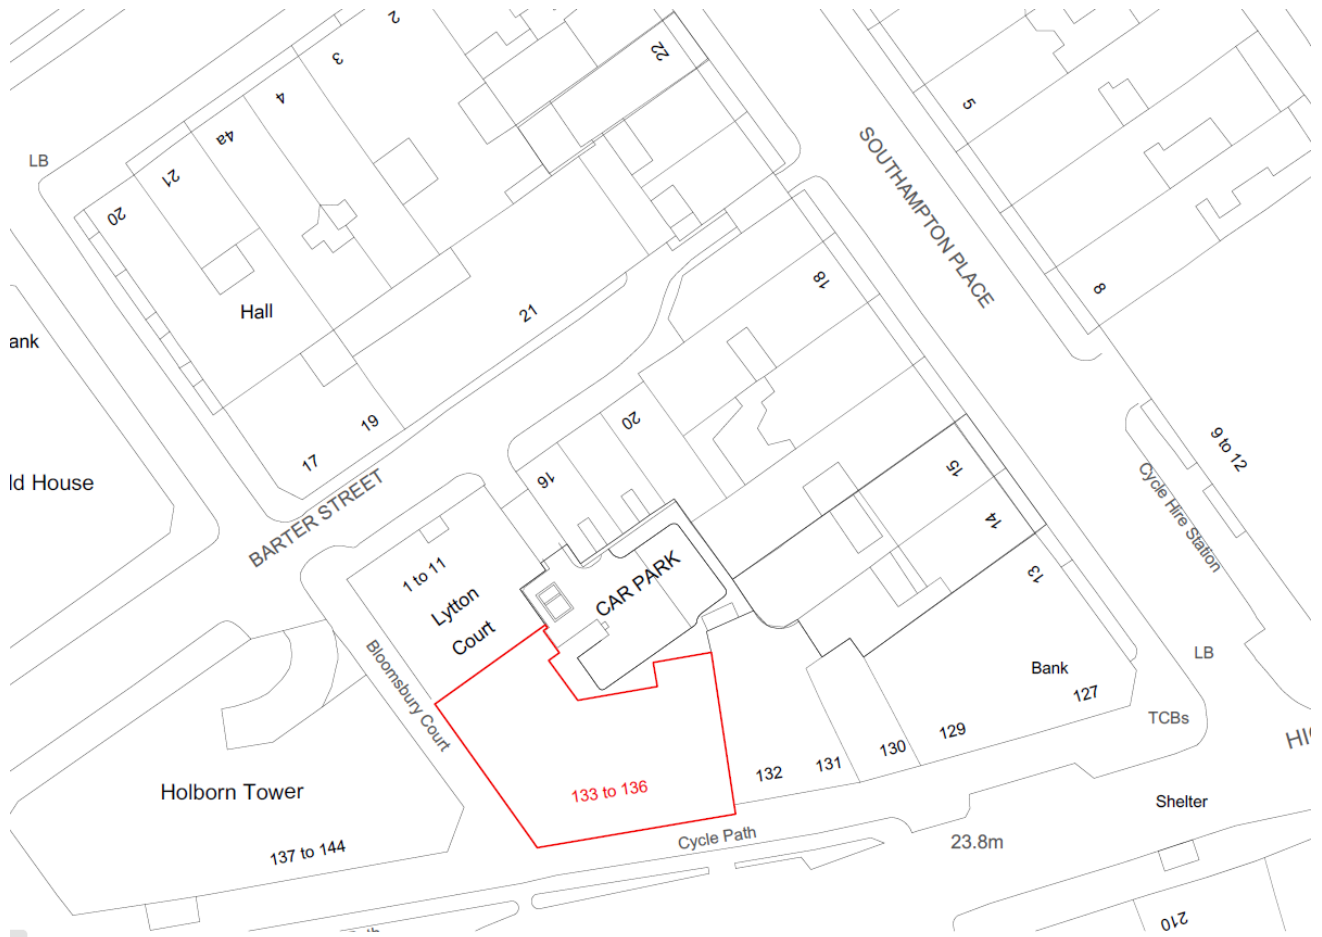 2
3
22
4
5
4a
SOUTHAMPTON PLACE
LB
21
20
18
8
Hall
21
ank
19
20
9 to 12
17
16
15
ld House
Cycle Hire Station
BARTER STREET
14
1 to 11
CAR PARK
13
Lytton
Court
Bloomsbury Court
LB
Bank
127
TCBs
129
HI
130
131
132
133 to 136
Holborn Tower
Shelter
Cycle Path
23.8m
137 to 144
210